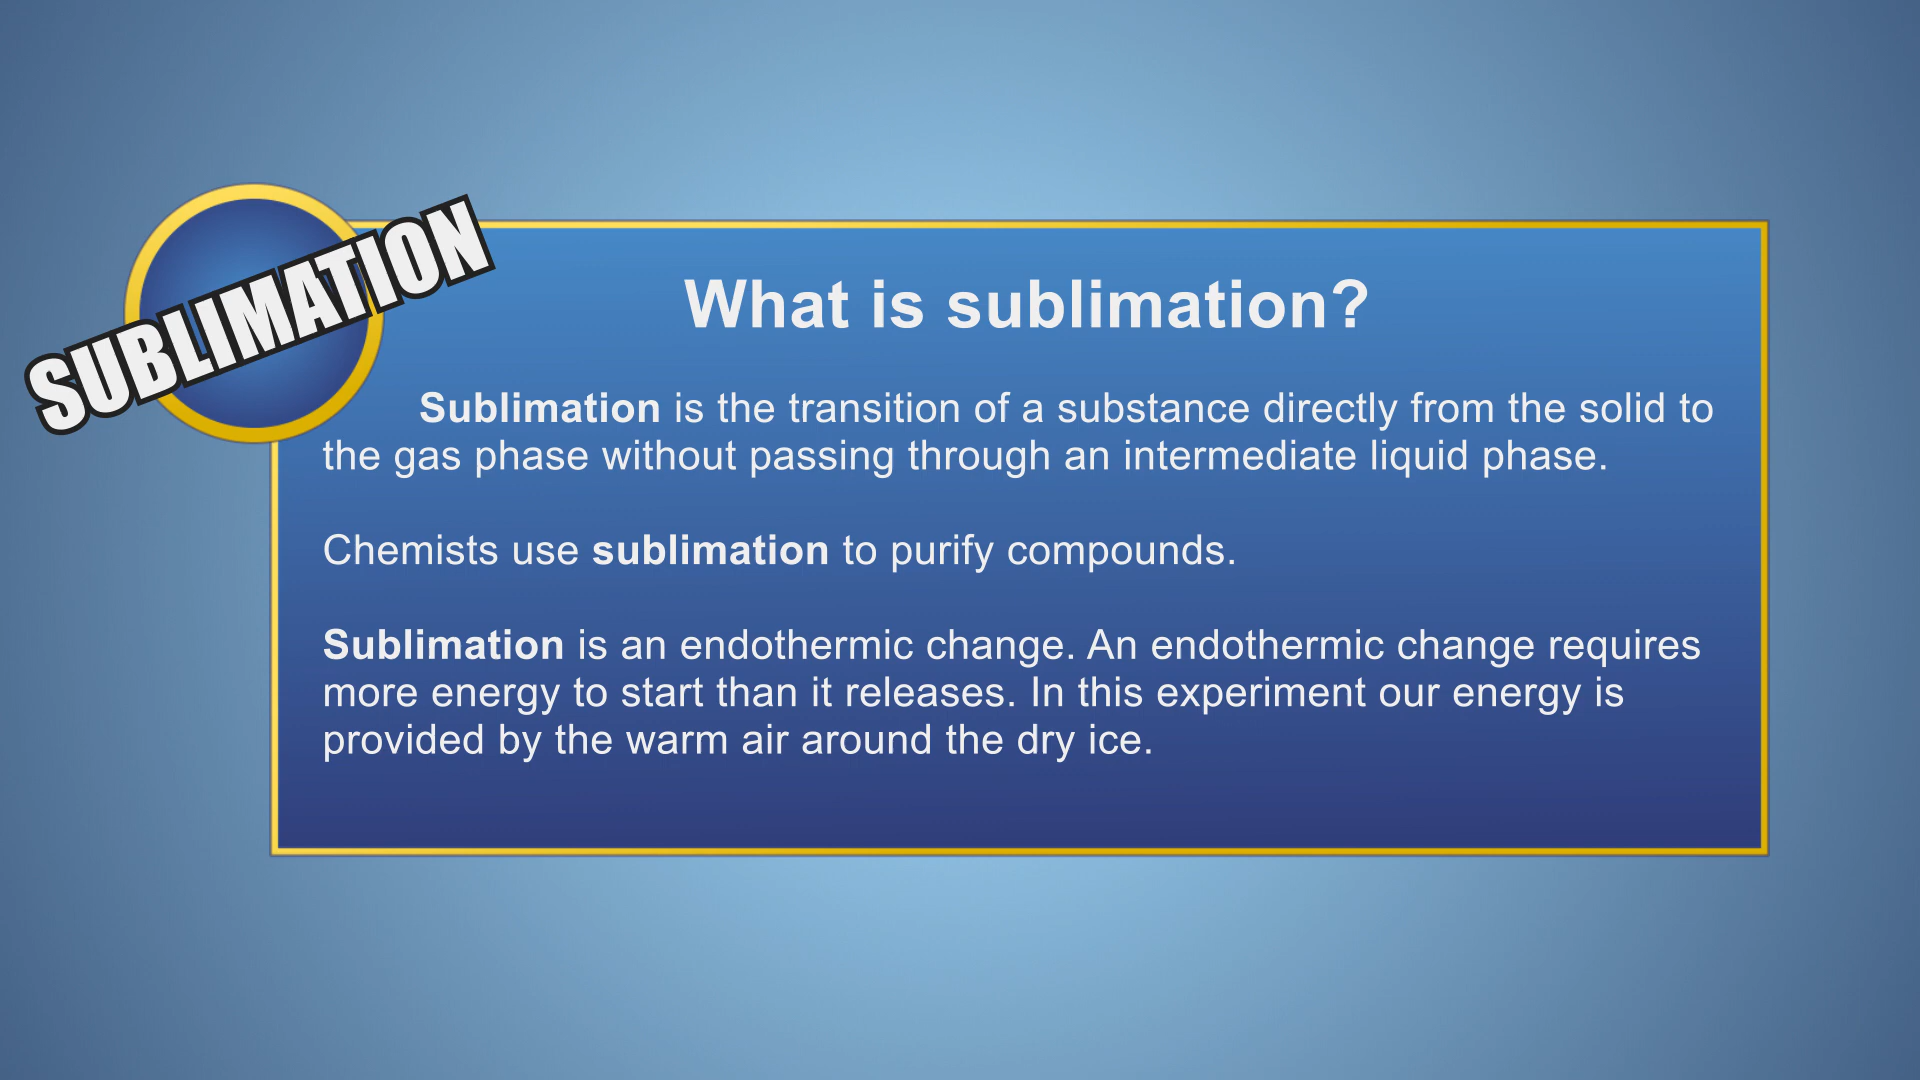 SUBLIMATION
What is sublimation?
Sublimation is the transition of a substance directly from the solid to
the gas phase without passing through an intermediate liquid phase.
Chemists use sublimation to purify compounds.
Sublimation is an endothermic change. An endothermic change requires
more energy to start than it releases. In this experiment our energy is
provided by the warm air around the dry ice.